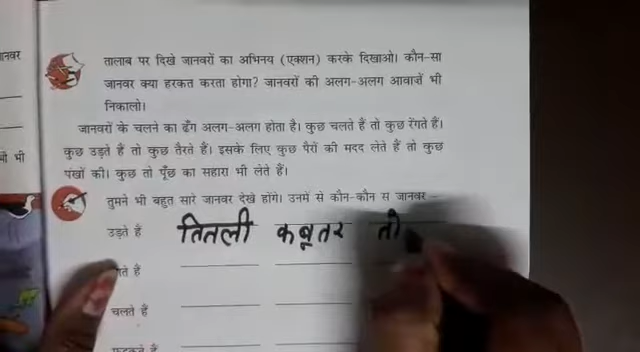 तालाब पर दिखे जानवरों का अभिनय (एक्शन) करके दिखाओ। कौन-सा
जानवर क्या हरकत करता होगा? जानवरों की अलग-अलग आवाज़ें भी
निकालो।
जानवरों के चलने का ढँग अलग-अलग होता है। कुछ चलते हैं तो कुछ रेंगते हैं।
कुछ उड़ते हैं तो कुछ तैरते हैं। इसके लिए कुछ पैरों की मदद लेते हैं तो कुछ
पंखों की। कुछ तो पूँछ का सहारा भी लेते हैं।
तुमने भी बहुत सारे जानवर देखे होंगे। उनमें से कौन-कौन स जानवर –
उड़ते हैं तितली कबूतर तो
हैं
चलते हैं